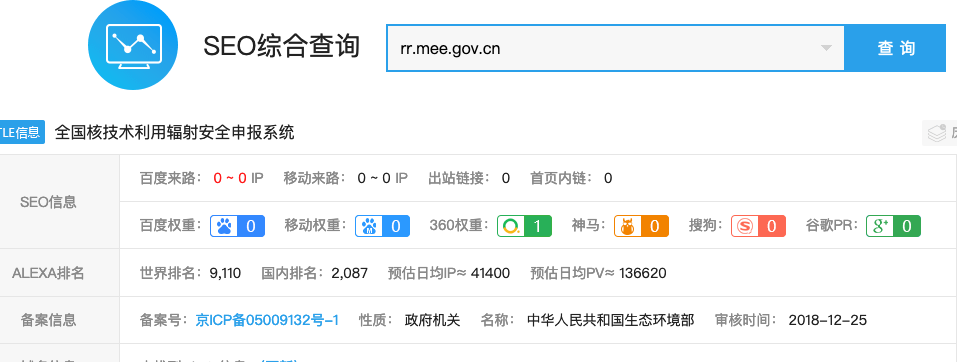 SEO综合查询
rr.mee.gov.cn
查 询
TLE信息 全国核技术利用辐射安全申报系统
SEO信息
百度来路： 0 ~ 0 IP 移动来路： 0 ~ 0 IP 出站链接： 0 首页内链： 0
百度权重： 0 移动权重： 0 360权重： 1 神马： 0 搜狗： 0 谷歌PR： 0
ALEXA排名 世界排名： 9,110 国内排名： 2,087 预估日均IP≈ 41400 预估日均PV≈ 136620
备案信息 备案号： 京ICP备05009132号-1 性质： 政府机关 名称： 中华人民共和国生态环境部 审核时间： 2018-12-25